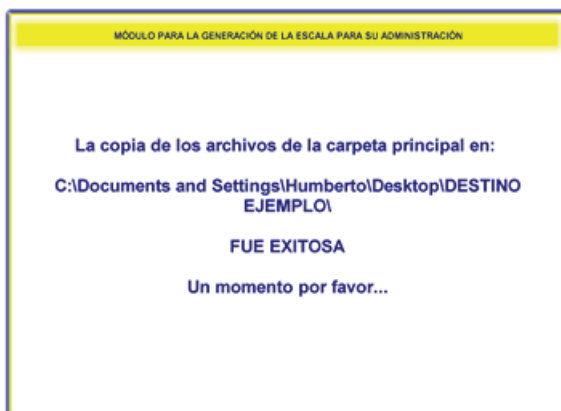 MÓDULO PARA LA GENERACIÓN DE LA ESCALA PARA SU ADMINISTRACIÓN
La copia de los archivos de la carpeta principal en:
C:\Documents and Settings\Humberto\Desktop\DESTINO
EJEMPLO\
FUE EXITOSA
Un momento por favor...